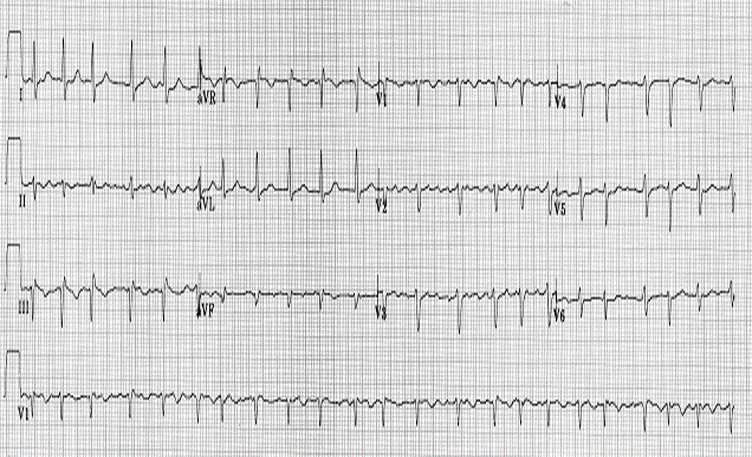 I aVR V1 V4
II aVL V2 V5
III aVF V3 V6
V1